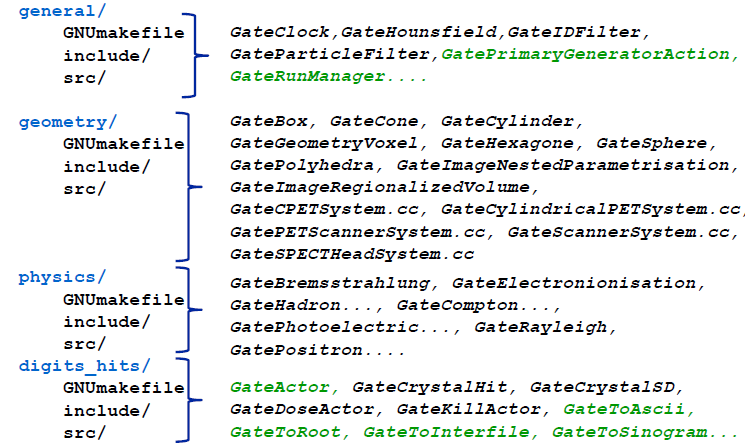 general/
GNUmakefile
include/
src/
GateClock,GateHounsfield,GateIDFilter,
GateParticleFilter,GatePrimaryGeneratorAction,
GateRunManager....
geometry/
GNUmakefile
include/
src/
GateBox, GateCone, GateCylinder,
GateGeometryVoxel, GateHexagone, GateSphere,
GatePolyhedra, GateImageNestedParametrisation,
GateImageRegionalizedVolume,
GateCPETSystem.cc, GateCylindricalPETSystem.cc,
GatePETScannerSystem.cc, GateScannerSystem.cc,
GateSPECTHeadSystem.cc
physics/
GNUmakefile
include/
src/
GateBremsstrahlung, GateElectronionisation,
GateHadron..., GateCompton...,
GatePhotoelectric..., GateRayleigh,
GatePositron....
digits_hits/
GNUmakefile
include/
src/
GateActor, GateCrystalHit, GateCrystalSD,
GateDoseActor, GateKillActor, GateToAscii,
GateToRoot, GateToInterfile, GateToSinogram...